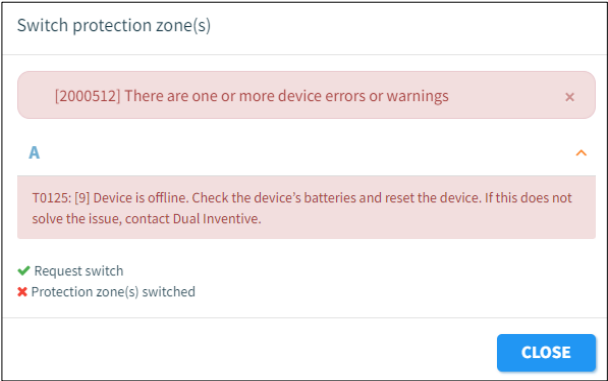 Switch protection zone(s)
[2000512] There are one or more device errors or warnings ×
A
T0125: [9] Device is offline. Check the device's batteries and reset the device. If this does not
solve the issue, contact Dual Inventive.
✔ Request switch
✖ Protection zone(s) switched
CLOSE